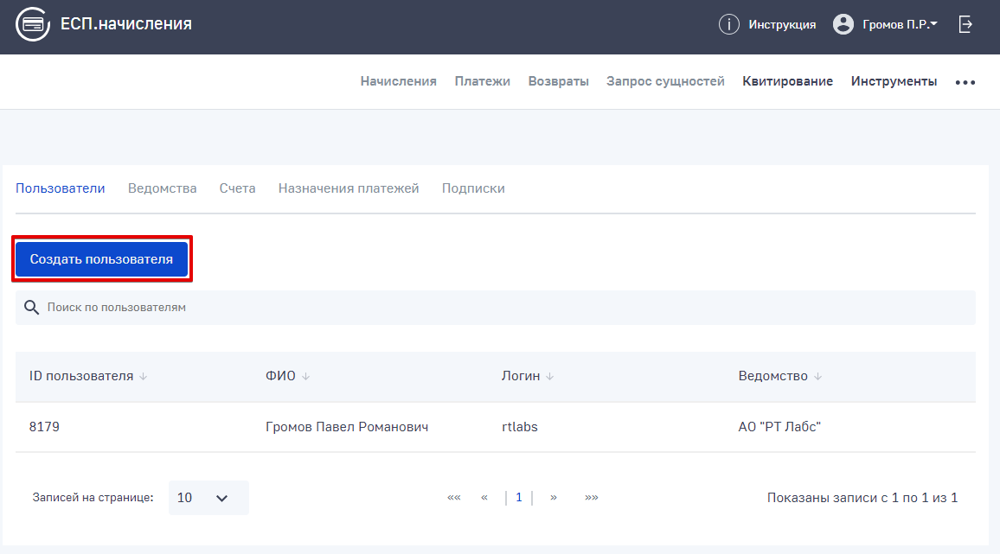 ЕСП.начисления Инструкция Громов П.Р.
Начисления Платежи Возвраты Запрос сущностей Квитирование Инструменты •••
Пользователи Ведомства Счета Назначения платежей Подписки
Создать пользователя
Поиск по пользователям
ID пользователя ↓ ФИО ↓ Логин ↓ Ведомство ↓
8179 Громов Павел Романович rtlabs АО "РТ Лабс"
Записей на странице: 10 «« « | 1 | » »» Показаны записи с 1 по 1 из 1